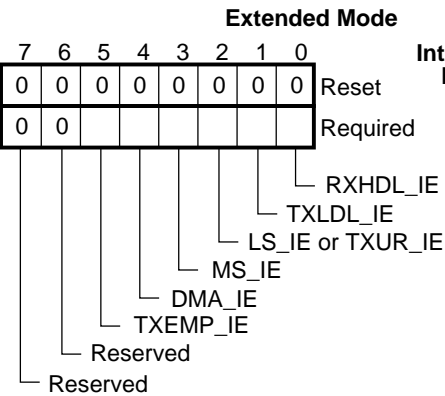 Extended Mode
7 6 5 4 3 2 1 0 Int
0 0 0 0 0 0 0 0 Reset
0 0 Required
RXHDL_IE
TXLDL_IE
LS_IE or TXUR_IE
MS_IE
DMA_IE
TXEMP_IE
Reserved
Reserved